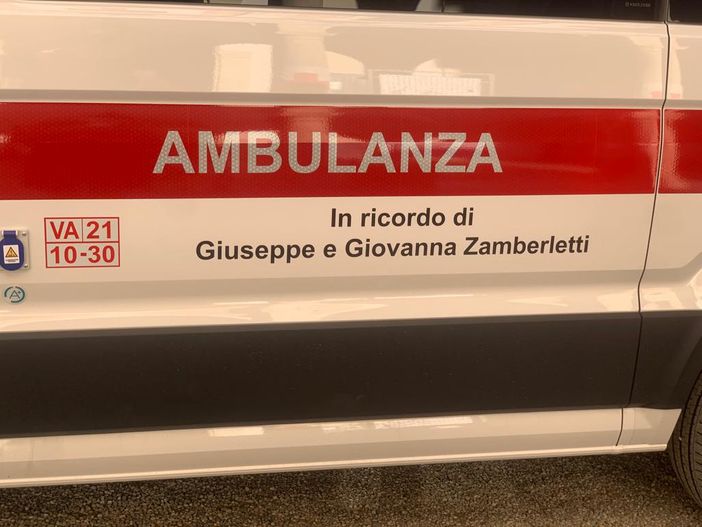 AMBULANZA
In ricordo di
Giuseppe e Giovanna Zamberletti
VA 21
10-30